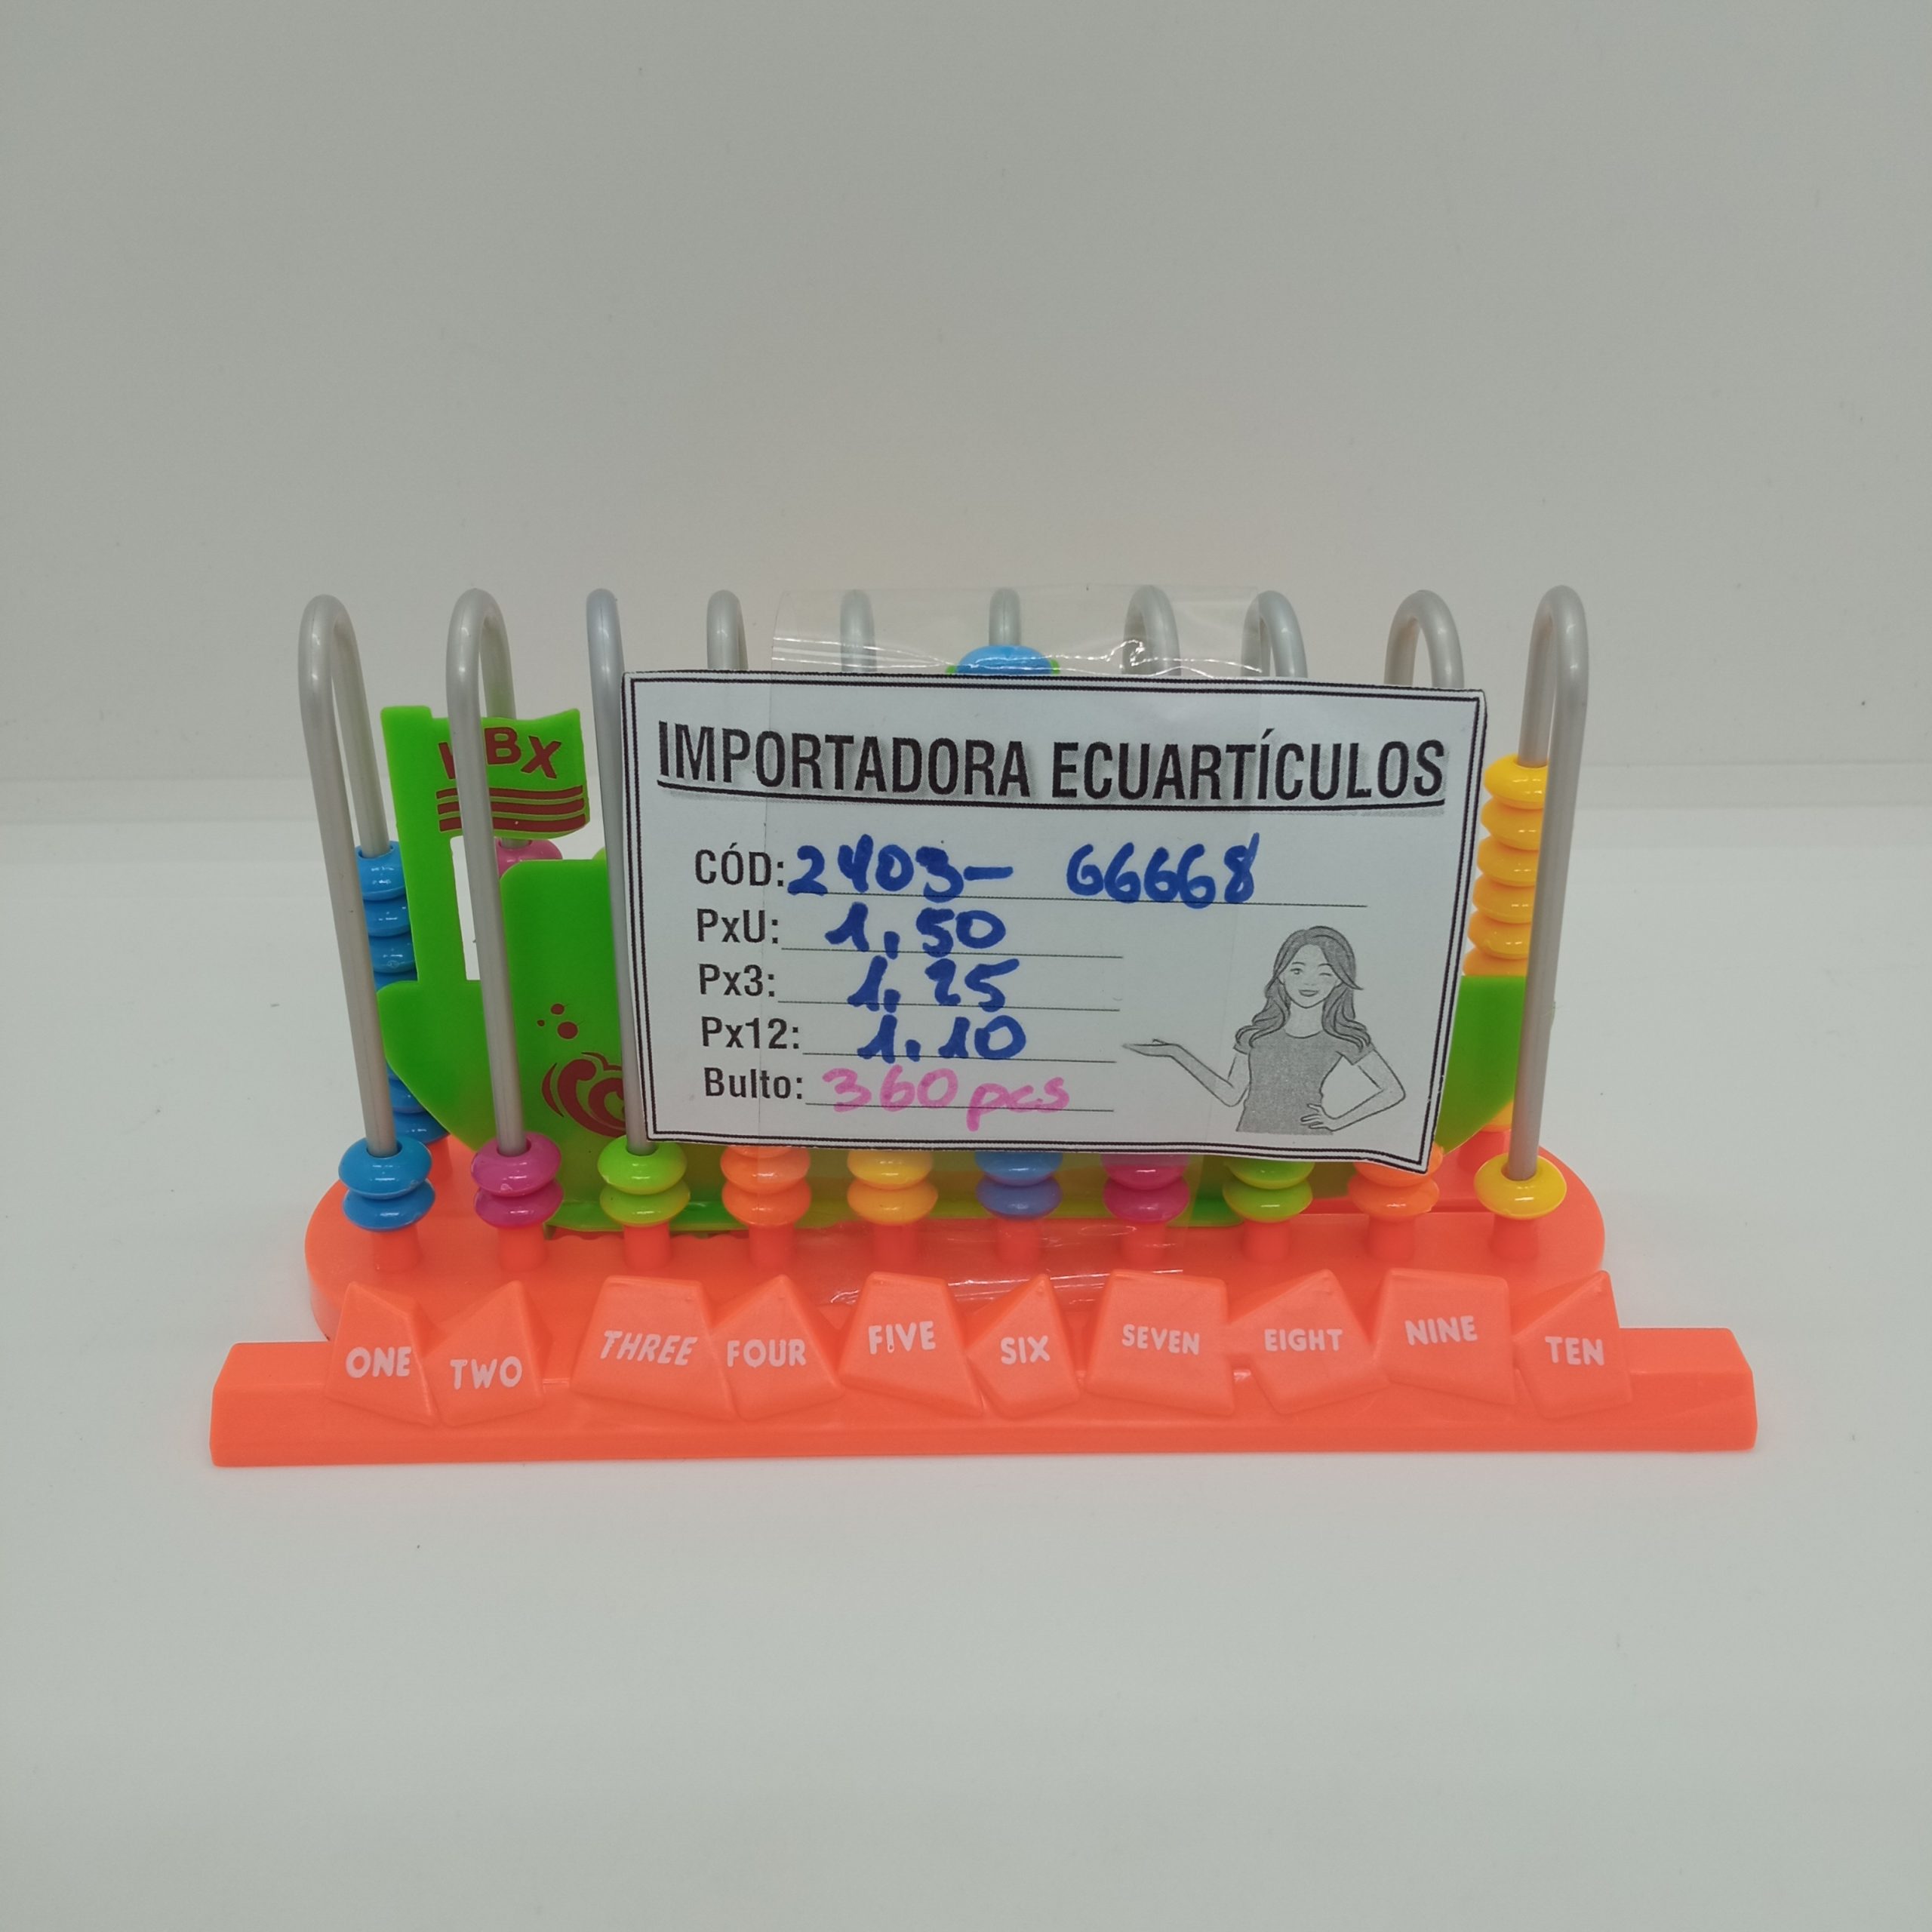 BX
IMPORTADORA ECUARTÍCULOS
CÓD: 2403- 66668
PxU: 1,50
Px3: 1,25
Px12: 1.10
Bulto: 360 pcs
ONE TWO THREE FOUR FIVE SIX SEVEN EIGHT NINE TEN